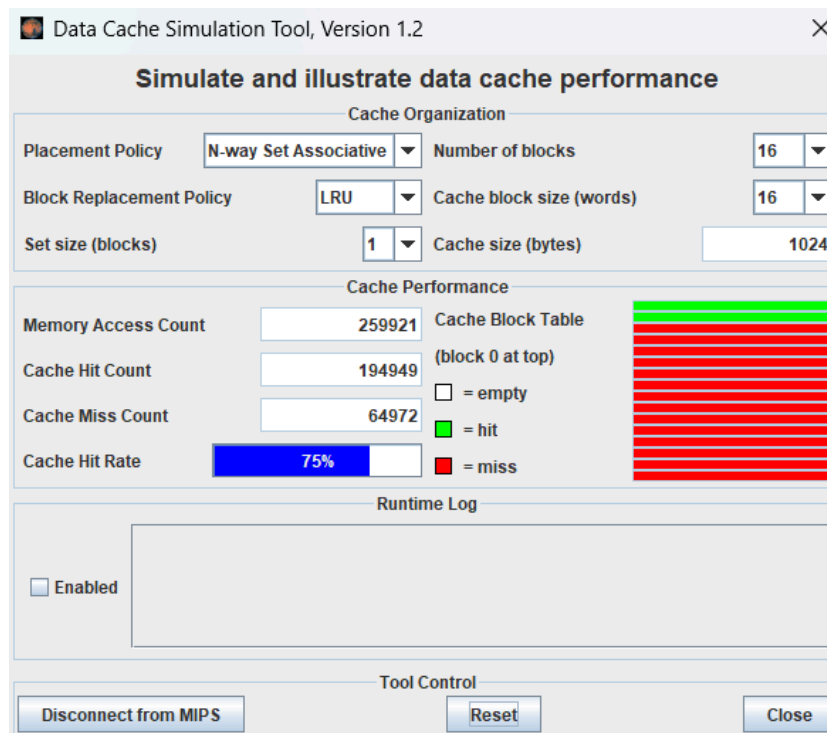 Data Cache Simulation Tool, Version 1.2
Simulate and illustrate data cache performance
Cache Organization
Placement Policy N-way Set Associative Number of blocks 16
Block Replacement Policy LRU Cache block size (words) 16
Set size (blocks) 1 Cache size (bytes) 1024
Cache Performance
Memory Access Count 259921 Cache Block Table
(block 0 at top)
Cache Hit Count 194949
= empty
Cache Miss Count 64972
= hit
Cache Hit Rate 75%
= miss
Runtime Log
Enabled
Tool Control
Disconnect from MIPS Reset Close